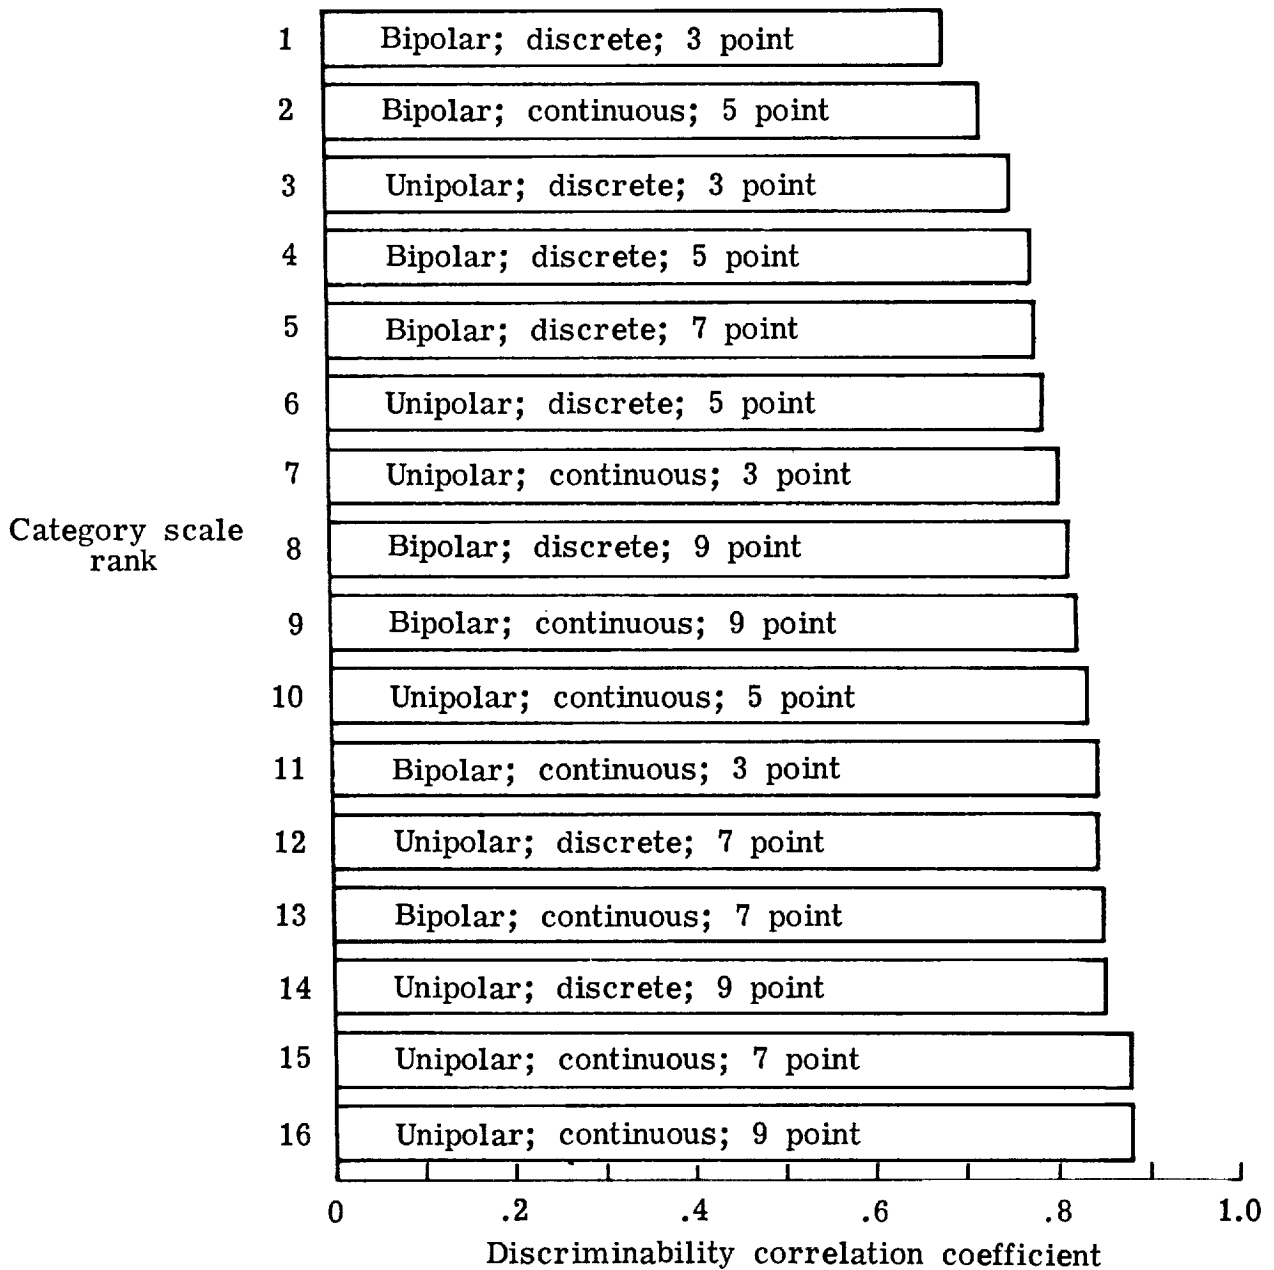 1 Bipolar; discrete; 3 point
2 Bipolar; continuous; 5 point
3 Unipolar; discrete; 3 point
4 Bipolar; discrete; 5 point
5 Bipolar; discrete; 7 point
6 Unipolar; discrete; 5 point
7 Unipolar; continuous; 3 point
Category scale
rank
8 Bipolar; discrete; 9 point
9 Bipolar; continuous; 9 point
10 Unipolar; continuous; 5 point
11 Bipolar; continuous; 3 point
12 Unipolar; discrete; 7 point
13 Bipolar; continuous; 7 point
14 Unipolar; discrete; 9 point
15 Unipolar; continuous; 7 point
16 Unipolar; continuous; 9 point
0 .2 .4 .6 .8 1.0
Discriminability correlation coefficient